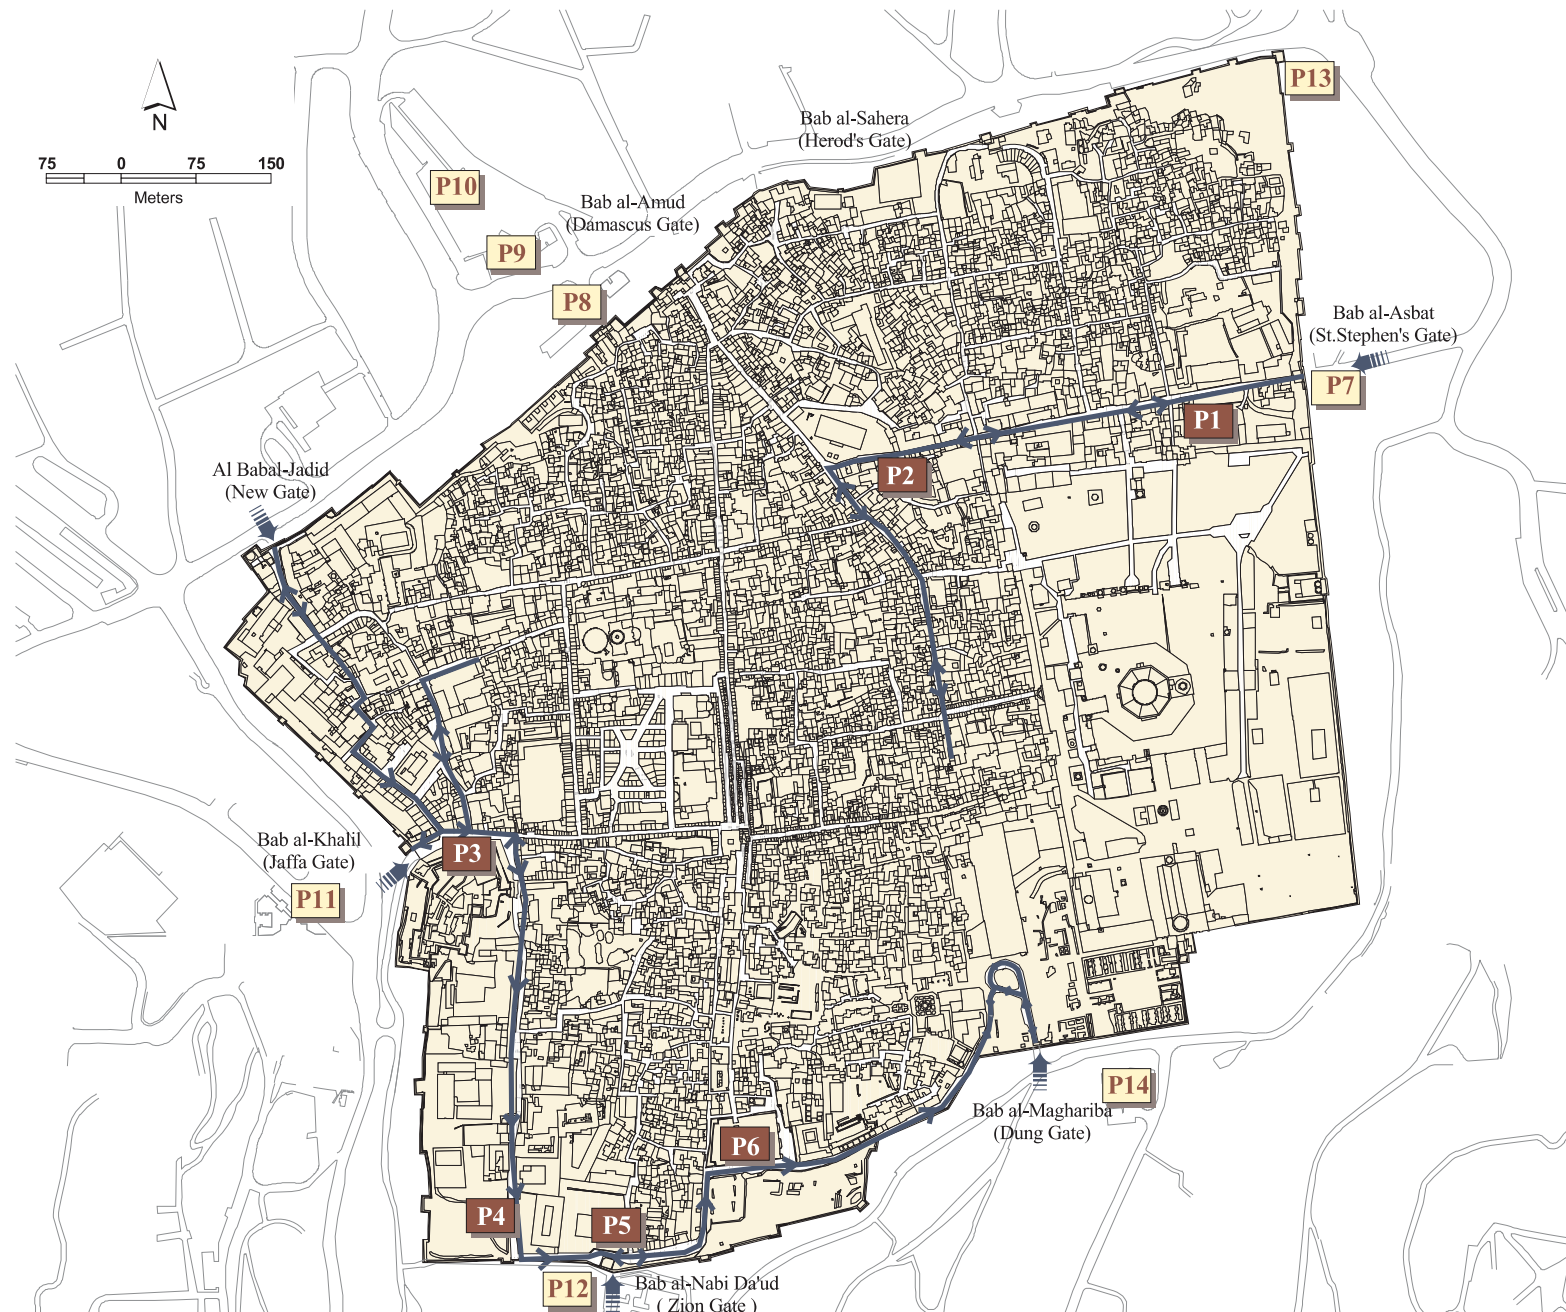 P13
Bab al-Sahera
(Herod's Gate)
N
75 0 75 150
Meters
P10
Bab al-Amud
(Damascus Gate)
P9
P8
Bab al-Asbat
(St.Stephen's Gate)
P7
P1
P2
Al Babal-Jadid
(New Gate)
Bab al-Khalil
(Jaffa Gate)
P3
P11
P14
Bab al-Maghariba
(Dung Gate)
P6
P4
P5
P12
Bab al-Nabi Da'ud
( Zion Gate )